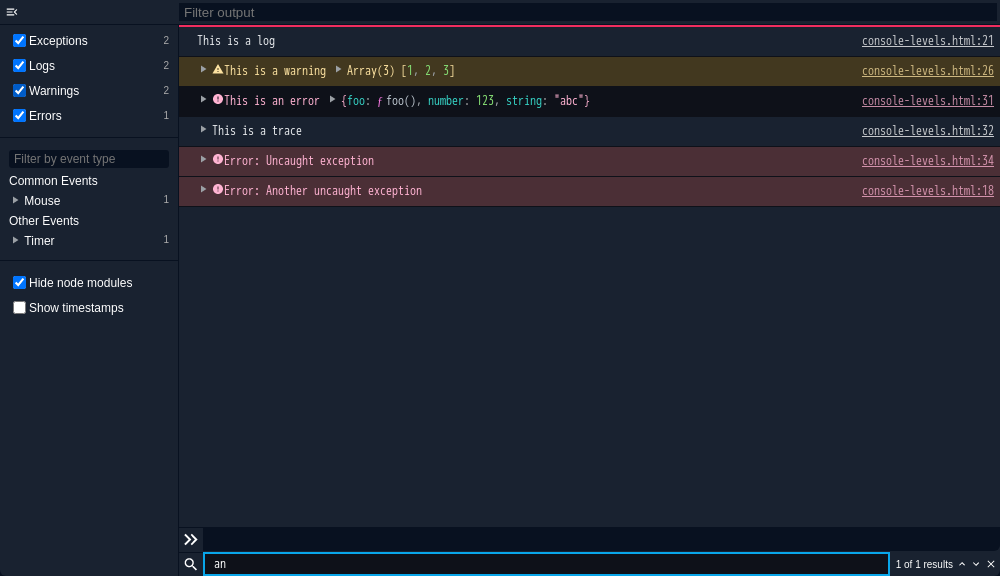 Filter output
Exceptions 2
Logs 2
Warnings 2
Errors 1
Filter by event type
Common Events
Mouse 1
Other Events
Timer 1
Hide node modules
Show timestamps
This is a log console-levels.html:21
This is a warning Array(3) [1, 2, 3] console-levels.html:26
This is an error {foo: ƒ foo(), number: 123, string: "abc"} console-levels.html:31
This is a trace console-levels.html:32
Error: Uncaught exception console-levels.html:34
Error: Another uncaught exception console-levels.html:18
an 1 of 1 results